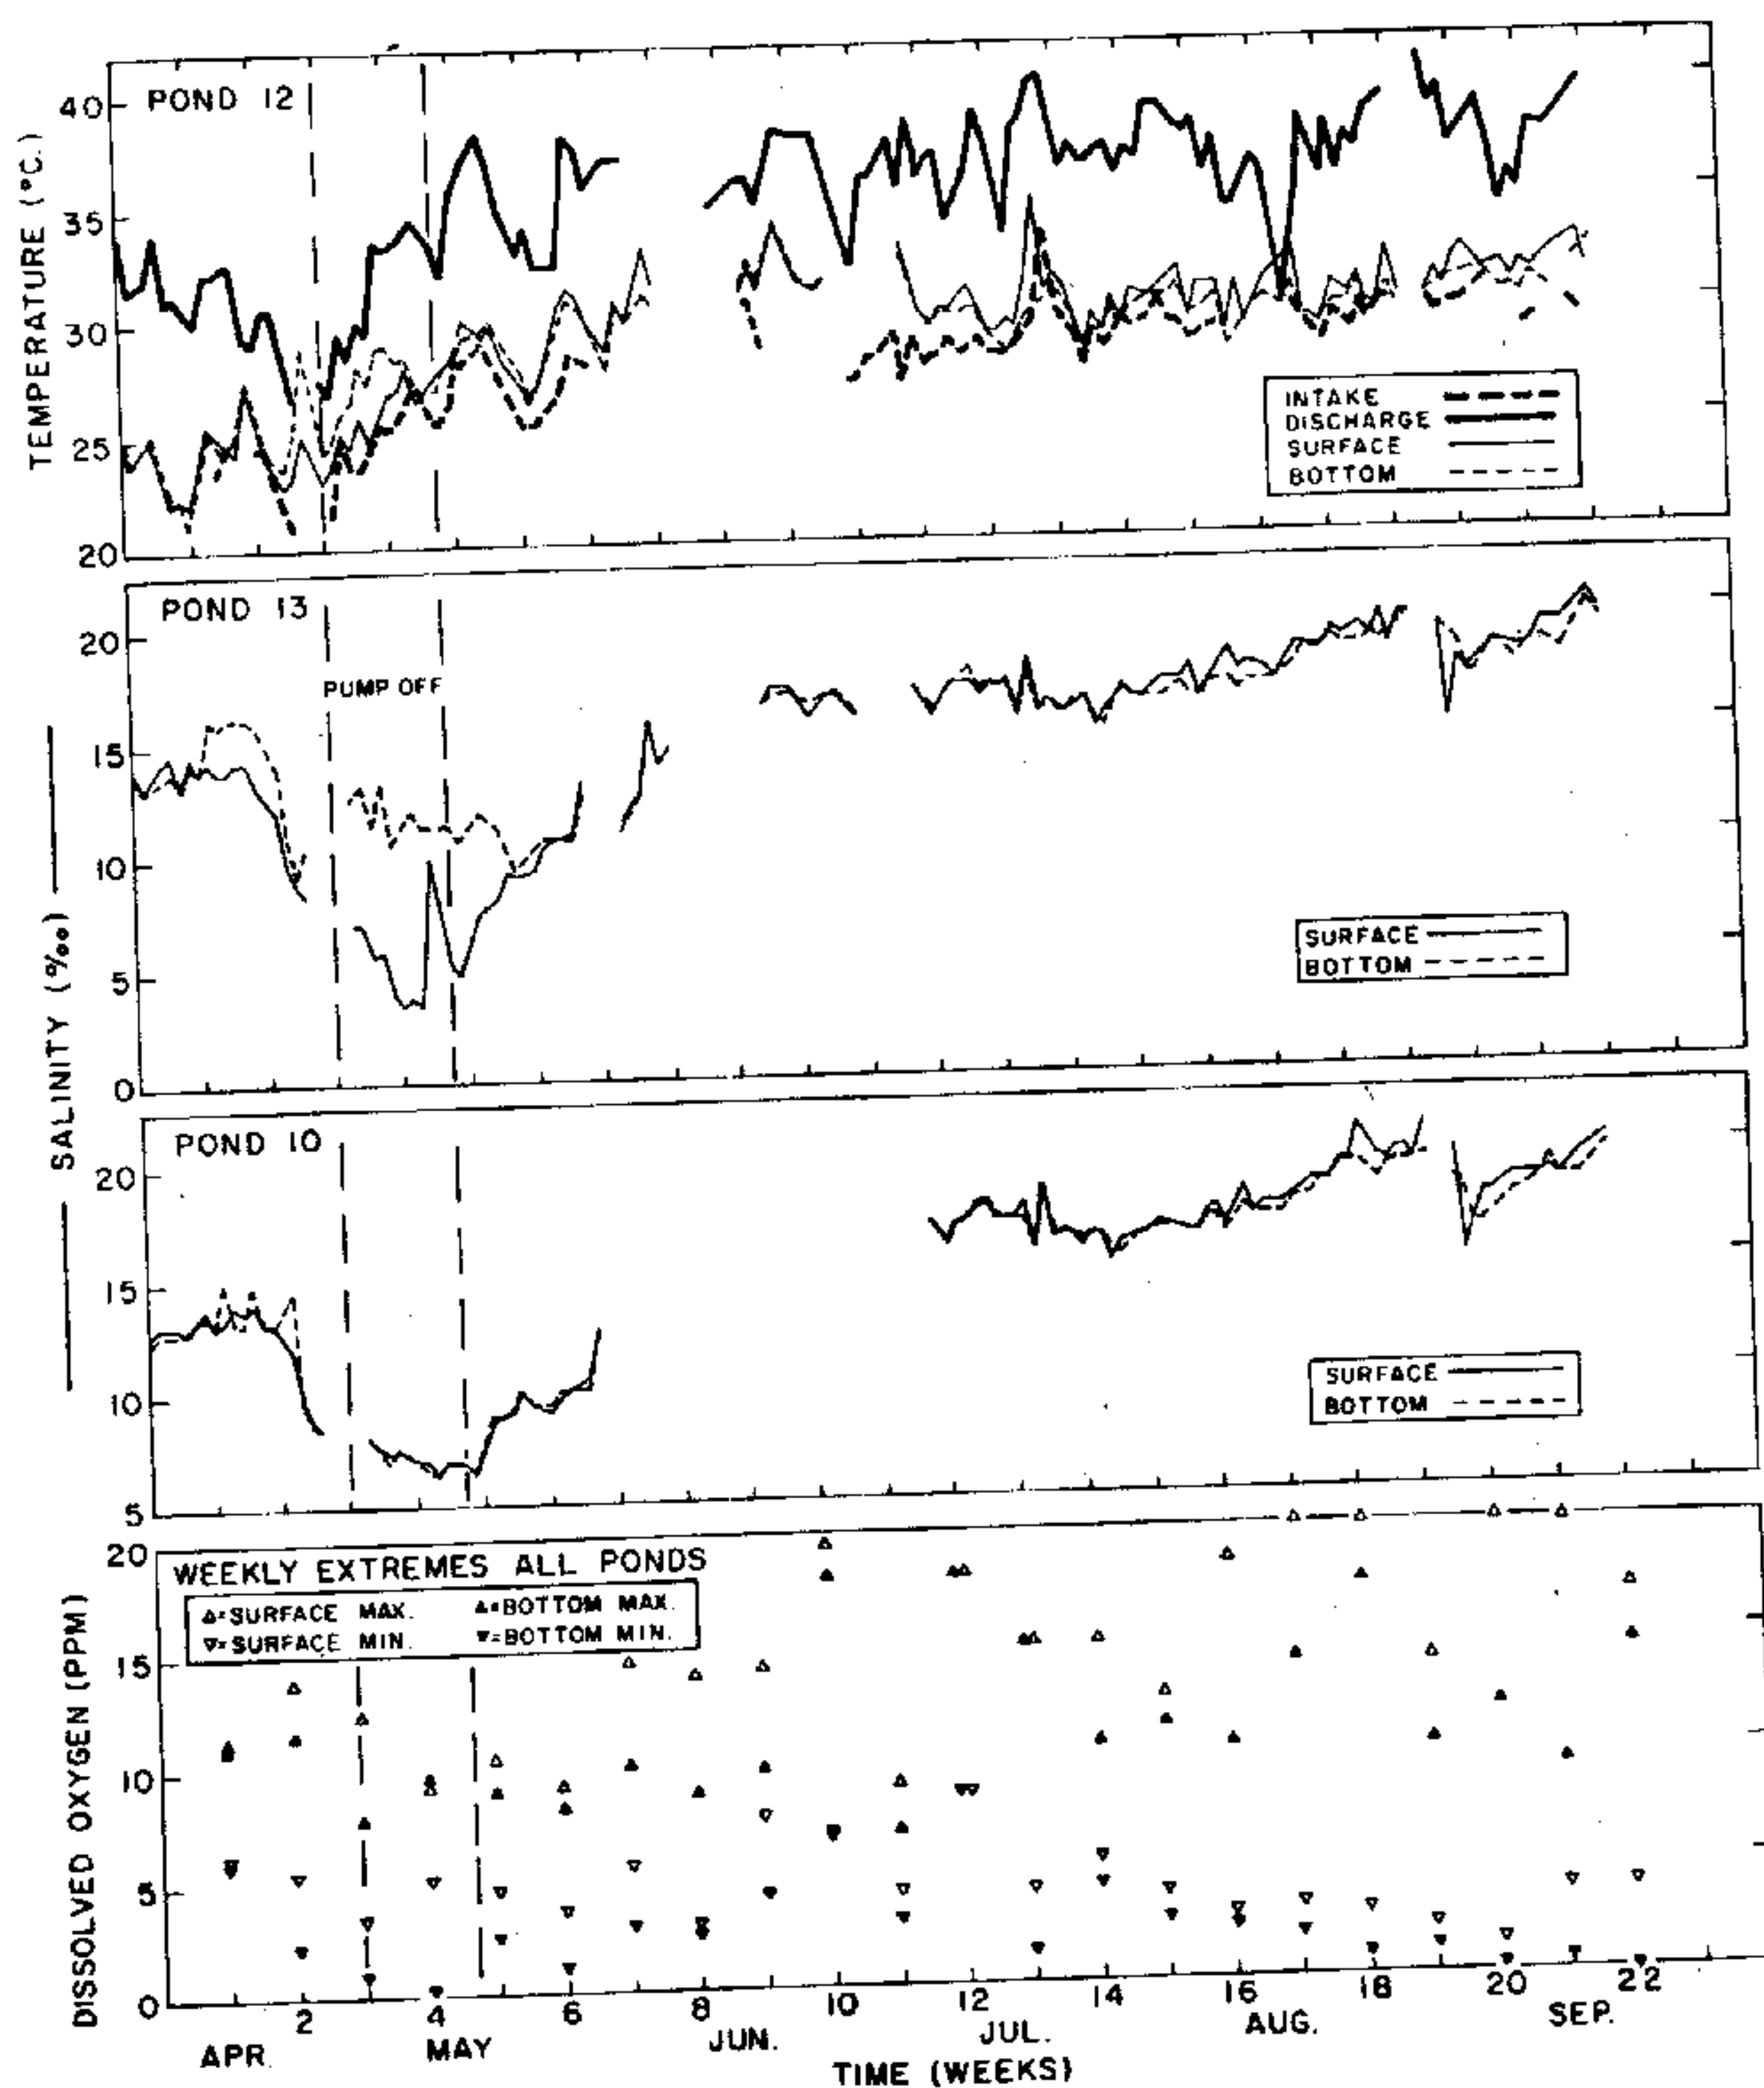 POND 12
TEMPERATURE (°C.)
40
35
30
25
20
INTAKE
DISCHARGE
SURFACE
BOTTOM
POND 13
PUMP OFF
20
15
10
5
0
SURFACE
BOTTOM
SALINITY (‰)
POND 10
20
15
10
5
SURFACE
BOTTOM
WEEKLY EXTREMES ALL PONDS
△=SURFACE MAX. ▲=BOTTOM MAX.
▽=SURFACE MIN. ▼=BOTTOM MIN.
DISSOLVED OXYGEN (PPM)
20
15
10
5
0
2 4 6 8 10 12 14 16 18 20 22
APR. MAY JUN. JUL. AUG. SEP.
TIME (WEEKS)